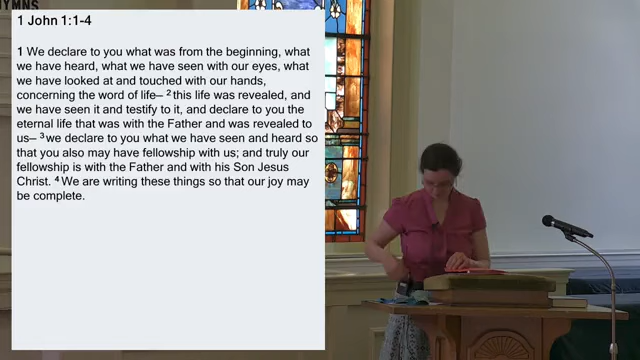 HYMNS
1 John 1:1-4
1 We declare to you what was from the beginning, what
we have heard, what we have seen with our eyes, what
we have looked at and touched with our hands,
concerning the word of life— 2 this life was revealed, and
we have seen it and testify to it, and declare to you the
eternal life that was with the Father and was revealed to
us— 3 we declare to you what we have seen and heard so
that you also may have fellowship with us; and truly our
fellowship is with the Father and with his Son Jesus
Christ. 4 We are writing these things so that our joy may
be complete.